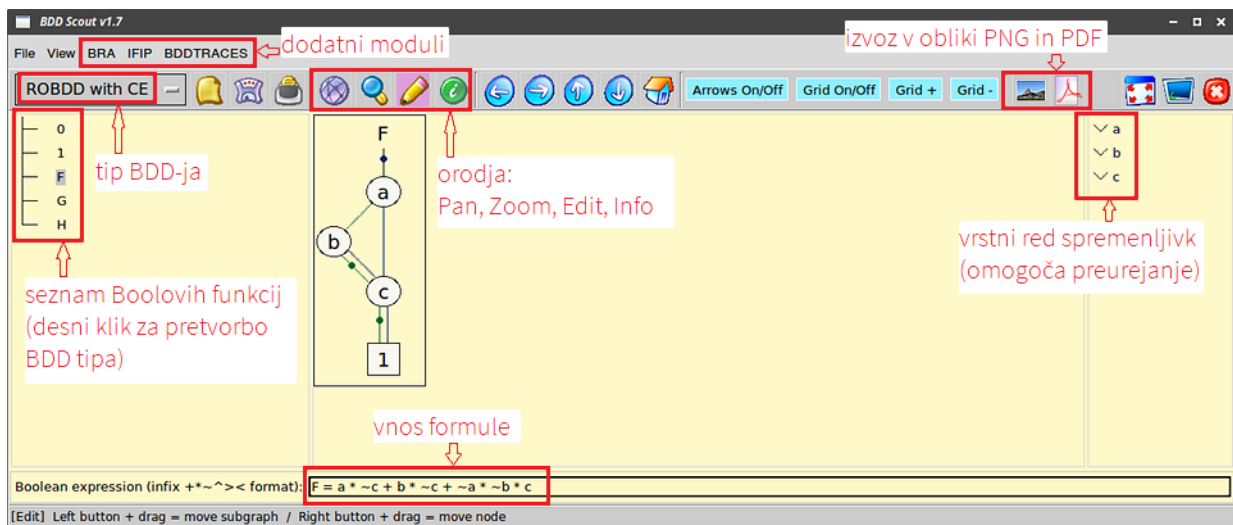 BDD Scout v1.7
File View BRA IFIP BDDTRACES
dodatni moduli
izvoz v obliki PNG in PDF
ROBDD with CE
Arrows On/Off Grid On/Off Grid + Grid -
0
1
F
G
H
tip BDD-ja
seznam Boolovih funkcij
(desni klik za pretvorbo
BDD tipa)
F
a
b
c
1
orodja:
Pan, Zoom, Edit, Info
a
b
c
vrstni red spremenljivk
(omogoča preurejanje)
vnos formule
Boolean expression (infix +*~^>< format): F = a * ~c + b * ~c + ~a * ~b * c
[Edit] Left button + drag = move subgraph / Right button + drag = move node